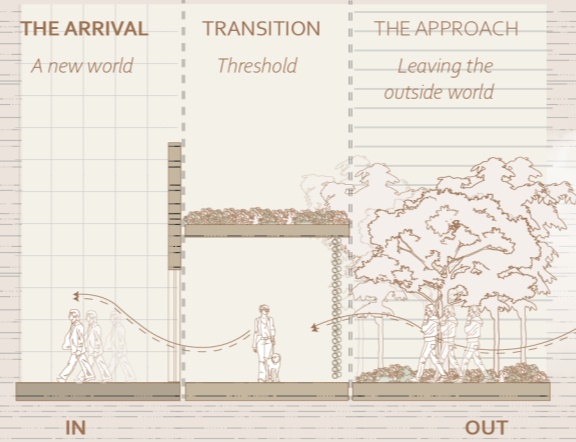 THE ARRIVAL
A new world
TRANSITION
Threshold
THE APPROACH
Leaving the
outside world
IN
OUT